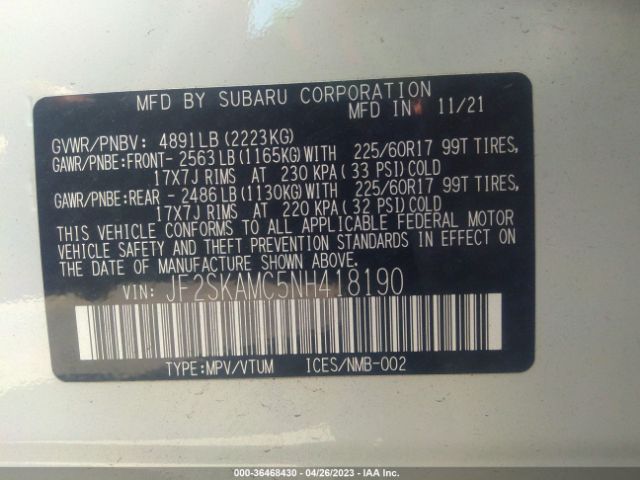 MFD BY SUBARU CORPORATION
MFD IN 11/21
GVWR/PNBV: 4891LB (2223KG)
GAWR/PNBE:FRONT- 2563LB (1165KG)WITH 225/60R17 99T TIRES,
17X7J RIMS AT 230 KPA( 33 PSI)COLD
GAWR/PNBE:REAR - 2486LB (1130KG)WITH 225/60R17 99T TIRES,
17X7J RIMS AT 220 KPA( 32 PSI)COLD
THIS VEHICLE CONFORMS TO ALL APPLICABLE FEDERAL MOTOR
VEHICLE SAFETY AND THEFT PREVENTION STANDARDS IN EFFECT ON
THE DATE OF MANUFACTURE SHOWN ABOVE.
VIN: JF2SKAMC5NH418190
TYPE:MPV/VTUM ICES/NMB-002
000-36468430 - 04/26/2023 - IAA Inc.